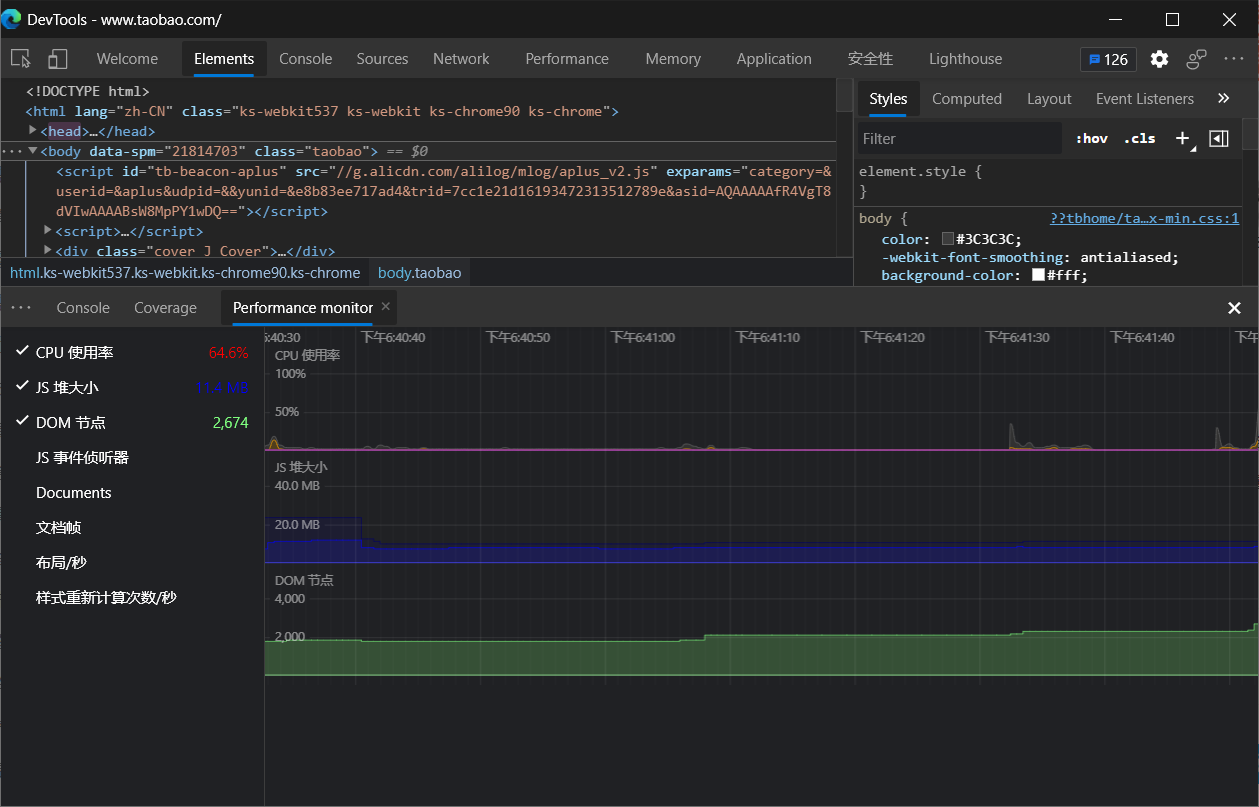 DevTools - www.taobao.com/
Welcome Elements Console Sources Network Performance Memory Application 安全性 Lighthouse 126
<!DOCTYPE html>
<html lang="zh-CN" class="ks-webkit537 ks-webkit ks-chrome90 ks-chrome">
<head>…</head>
<body data-spm="21814703" class="taobao"> == $0
<script id="tb-beacon-aplus" src="//g.alicdn.com/alilog/mlog/aplus_v2.js" exparams="category=&
userid=&aplus&udpid=&&yunid=&e8b83ee717ad4&trid=7cc1e21d16193472313512789e&asid=AQAAAAAfR4VgT8
dVIwAAAABsW8MpPY1wDQ=="></script>
<script>…</script>
<div class="cover J_Cover">…</div>
html.ks-webkit537.ks-webkit.ks-chrome90.ks-chrome body.taobao
Styles Computed Layout Event Listeners
Filter :hov .cls
element.style {
}
body { ??tbhome/ta…x-min.css:1
color: #3C3C3C;
-webkit-font-smoothing: antialiased;
background-color: #fff;
Console Coverage Performance monitor
CPU 使用率 64.6%
JS 堆大小
DOM 节点 2,674
JS 事件侦听器
Documents
文档帧
布局/秒
样式重新计算次数/秒
6:40:30 下午6:40:40 下午6:40:50 下午6:41:00 下午6:41:10 下午6:41:20 下午6:41:30 下午6:41:40 下午
CPU 使用率
100%
50%
JS 堆大小
40.0 MB
20.0 MB
DOM 节点
4,000
2,000